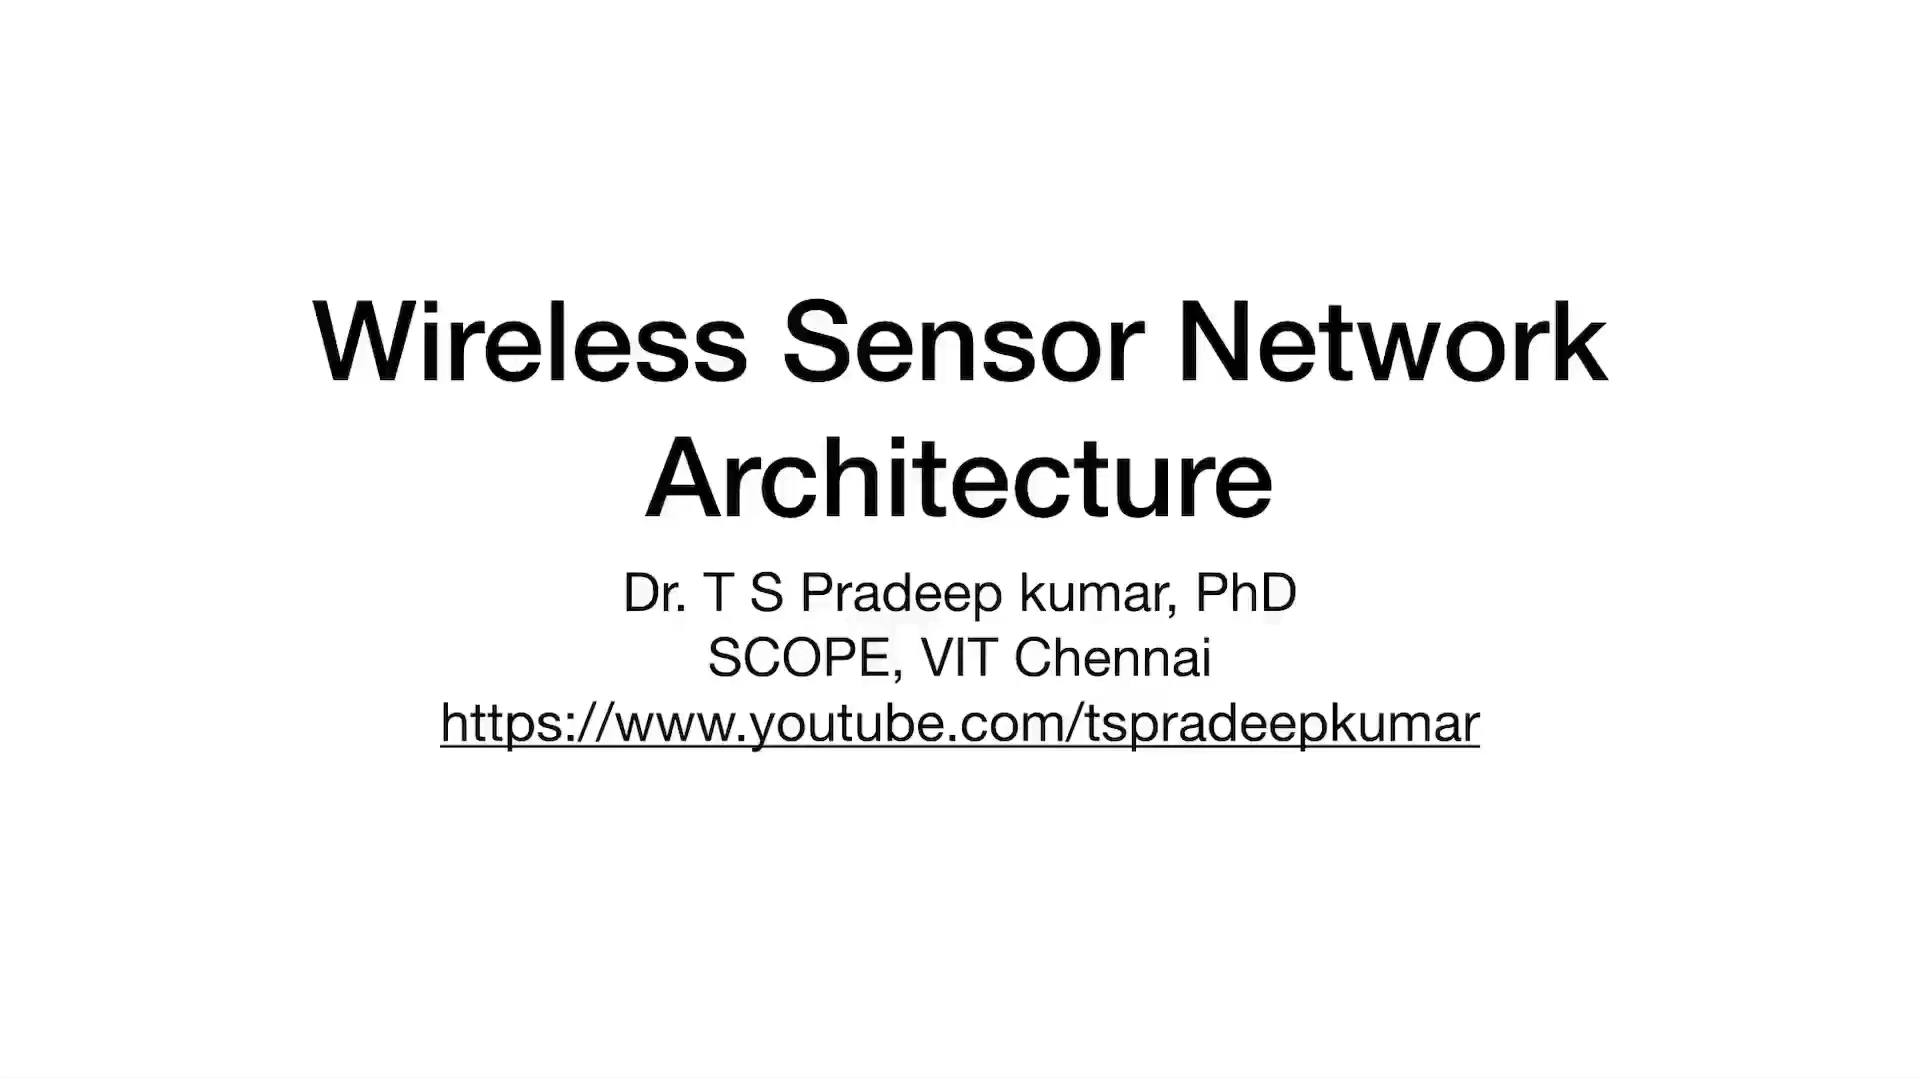 Wireless Sensor Network
Architecture
Dr. T S Pradeep kumar, PhD
SCOPE, VIT Chennai
https://www.youtube.com/tspradeepkumar